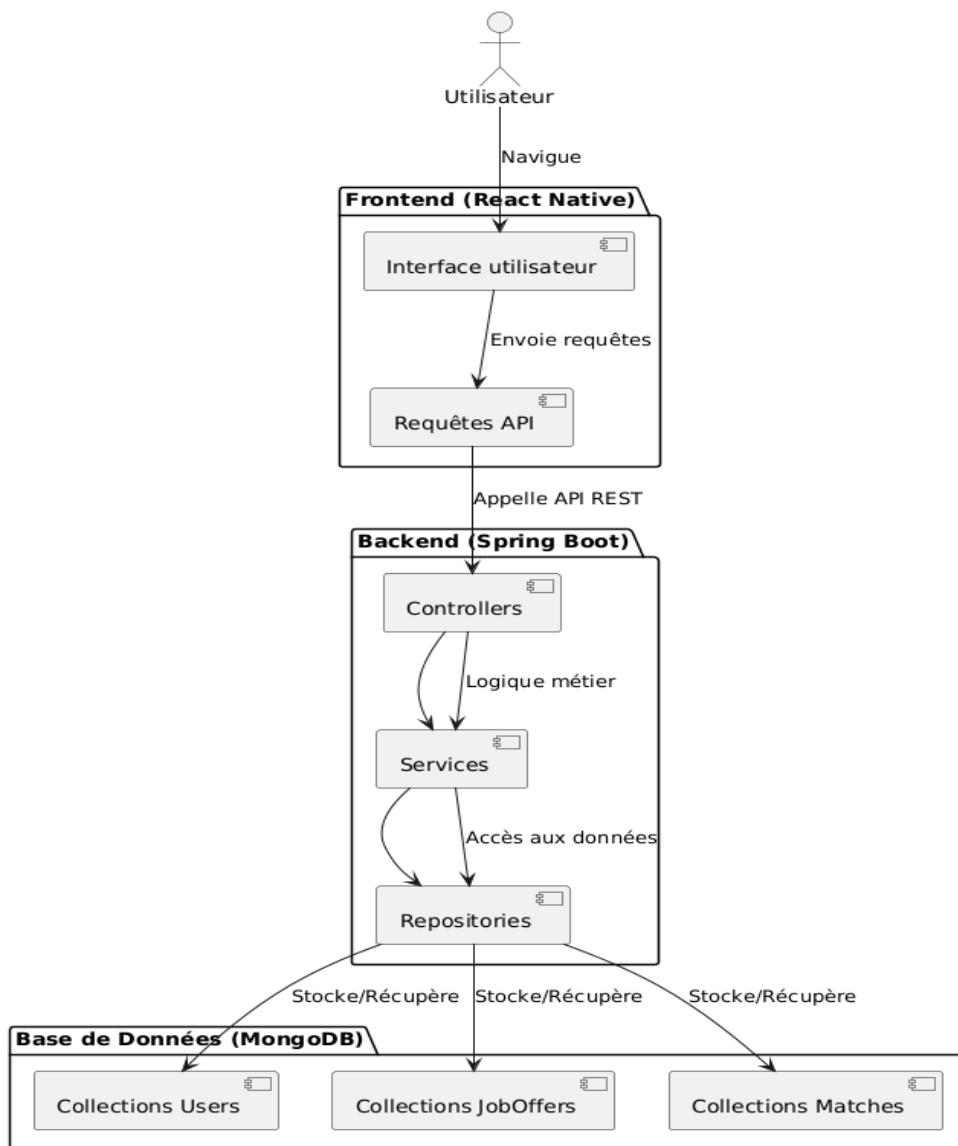 Utilisateur
Navigue
Frontend (React Native)
Interface utilisateur
Envoie requêtes
Requêtes API
Appelle API REST
Backend (Spring Boot)
Controllers
Logique métier
Services
Accès aux données
Repositories
Stocke/Récupère
Stocke/Récupère
Stocke/Récupère
Base de Données (MongoDB)
Collections Users
Collections JobOffers
Collections Matches